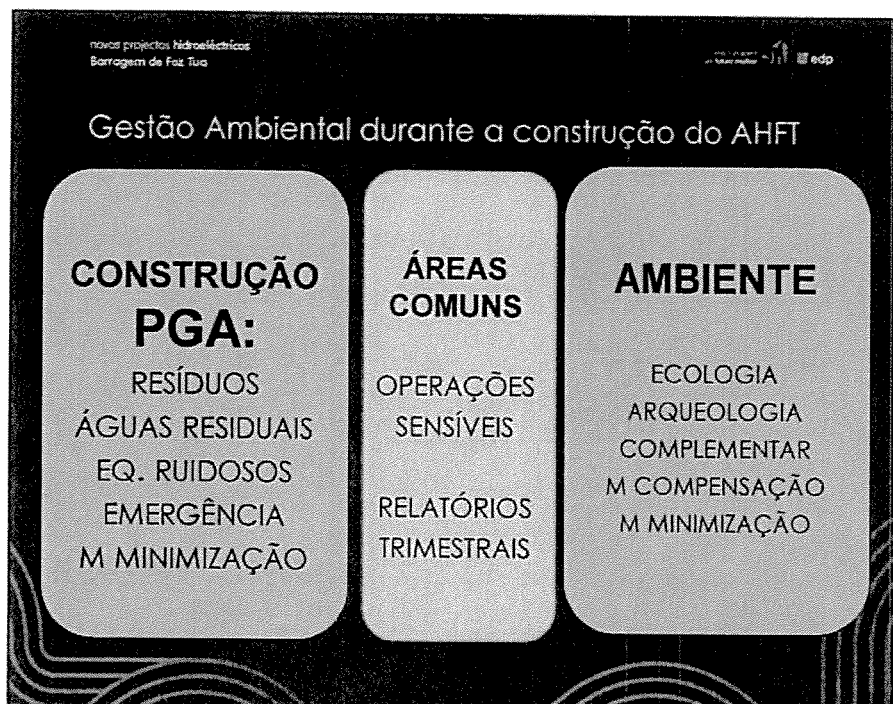 novos projectos hidroeléctricos
Barragem de Foz Tua
edp
Gestão Ambiental durante a construção do AHFT
CONSTRUÇÃO
PGA:
RESÍDUOS
ÁGUAS RESIDUAIS
EQ. RUIDOSOS
EMERGÊNCIA
M MINIMIZAÇÃO
ÁREAS
COMUNS
OPERAÇÕES
SENSÍVEIS
RELATÓRIOS
TRIMESTRAIS
AMBIENTE
ECOLOGIA
ARQUEOLOGIA
COMPLEMENTAR
M COMPENSAÇÃO
M MINIMIZAÇÃO